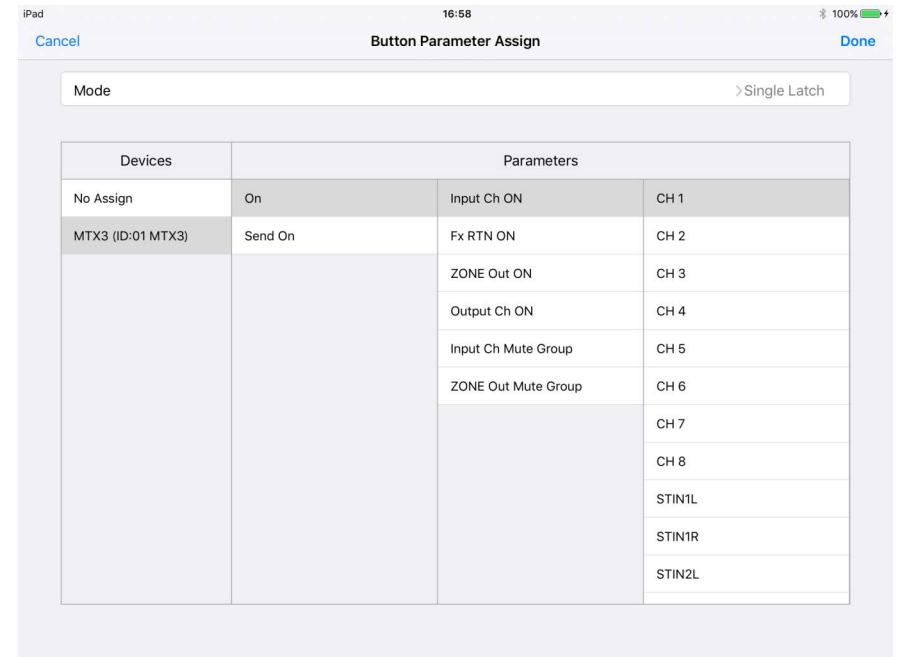 iPad 16:58 100%
Cancel Button Parameter Assign Done
Mode Single Latch
Devices Parameters
No Assign On Input Ch ON CH 1
MTX3 (ID:01 MTX3) Send On Fx RTN ON CH 2
ZONE Out ON CH 3
Output Ch ON CH 4
Input Ch Mute Group CH 5
ZONE Out Mute Group CH 6
CH 7
CH 8
STIN1L
STIN1R
STIN2L